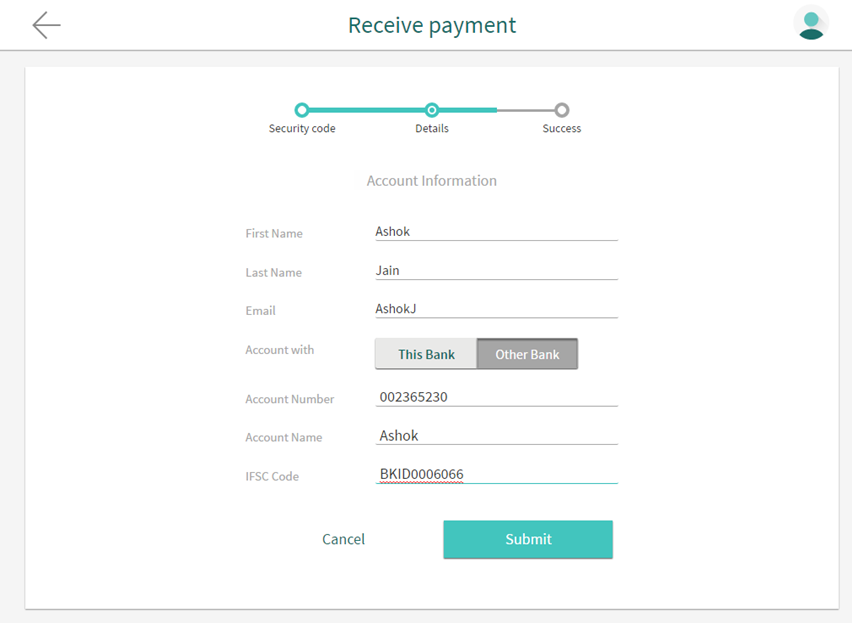 Receive payment
Security code Details Success
Account Information
First Name Ashok
Last Name Jain
Email AshokJ
Account with This Bank Other Bank
Account Number 002365230
Account Name Ashok
IFSC Code BKID0006066
Cancel Submit